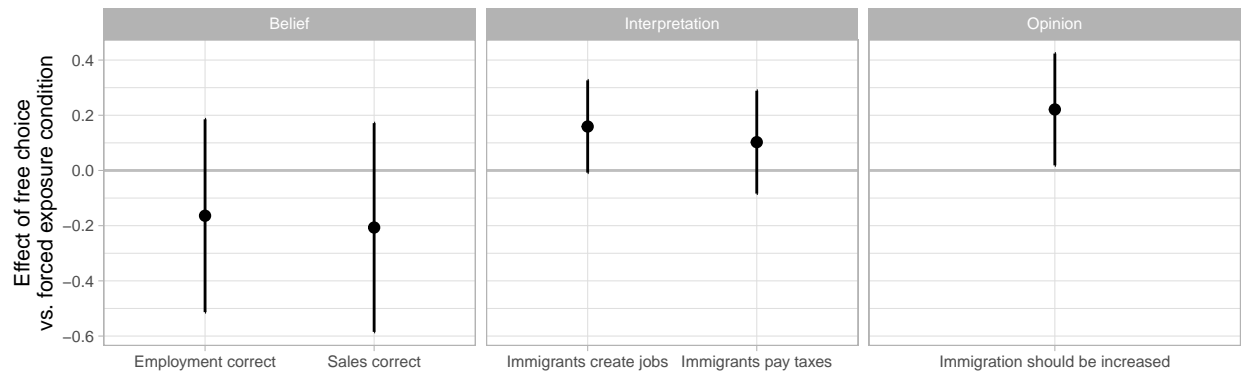 Belief
Interpretation
Opinion
Effect of free choice
vs. forced exposure condition
0.4
0.2
0.0
−0.2
−0.4
−0.6
Employment correct
Sales correct
Immigrants create jobs
Immigrants pay taxes
Immigration should be increased